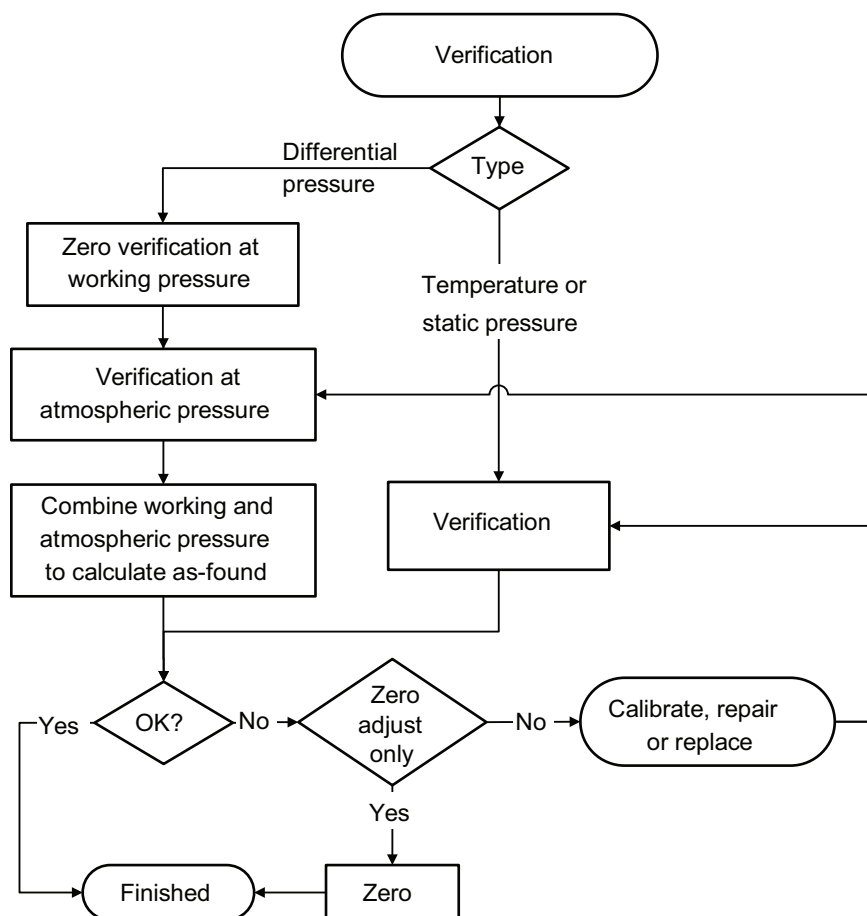 Verification
Type
Differential
pressure
Zero verification at
working pressure
Temperature or
static pressure
Verification at
atmospheric pressure
Combine working and
atmospheric pressure
to calculate as-found
Verification
Yes
OK?
No
Zero
adjust
only
No
Calibrate, repair
or replace
Yes
Finished
Zero